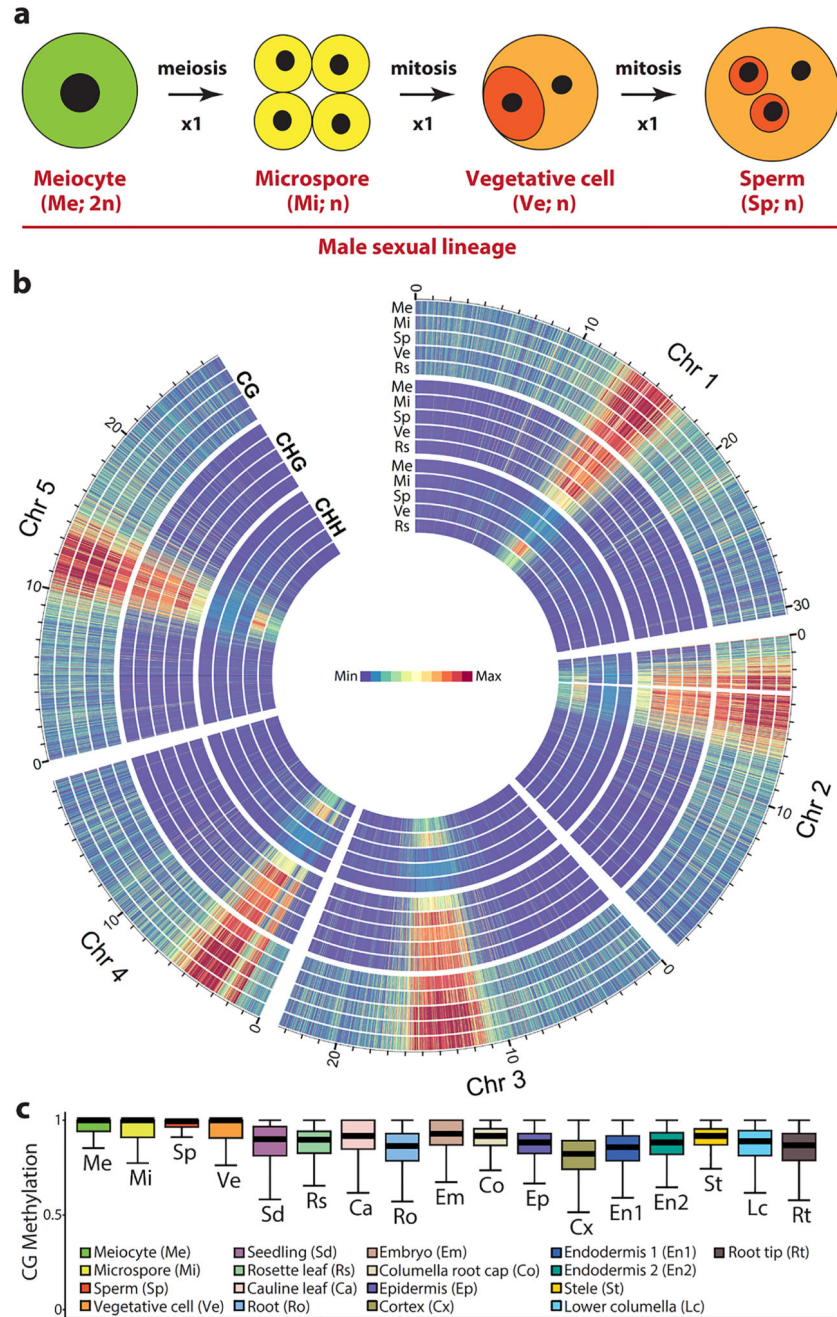 a
meiosis
x1
mitosis
x1
mitosis
x1
Meiocyte
(Me; 2n)
Microspore
(Mi; n)
Vegetative cell
(Ve; n)
Sperm
(Sp; n)
Male sexual lineage
b
Me
Mi
Sp
Ve
Rs
Me
Mi
Sp
Ve
Rs
Me
Mi
Sp
Ve
Rs
CG
CHG
CHH
0
10
20
30
Chr 1
0
10
Chr 2
0
10
20
Chr 3
0
10
Chr 4
0
10
20
Chr 5
Min Max
c
CG Methylation
1
0.5
0
Me
Mi
Sp
Ve
Sd
Rs
Ca
Ro
Em
Co
Ep
Cx
En1
En2
St
Lc
Rt
Meiocyte (Me)
Microspore (Mi)
Sperm (Sp)
Vegetative cell (Ve)
Seedling (Sd)
Rosette leaf (Rs)
Cauline leaf (Ca)
Root (Ro)
Embryo (Em)
Columella root cap (Co)
Epidermis (Ep)
Cortex (Cx)
Endodermis 1 (En1)
Endodermis 2 (En2)
Stele (St)
Lower columella (Lc)
Root tip (Rt)